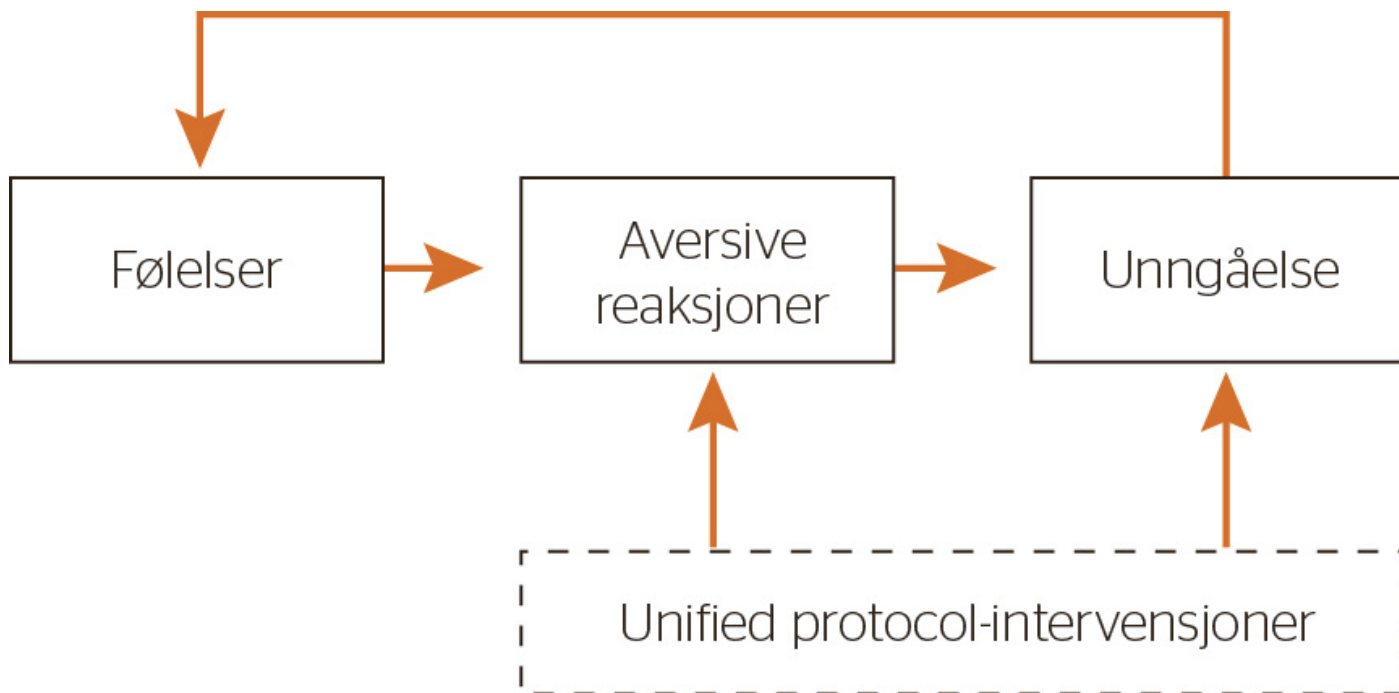 Følelser
Aversive
reaksjoner
Unngåelse
Unified protocol-intervensjoner